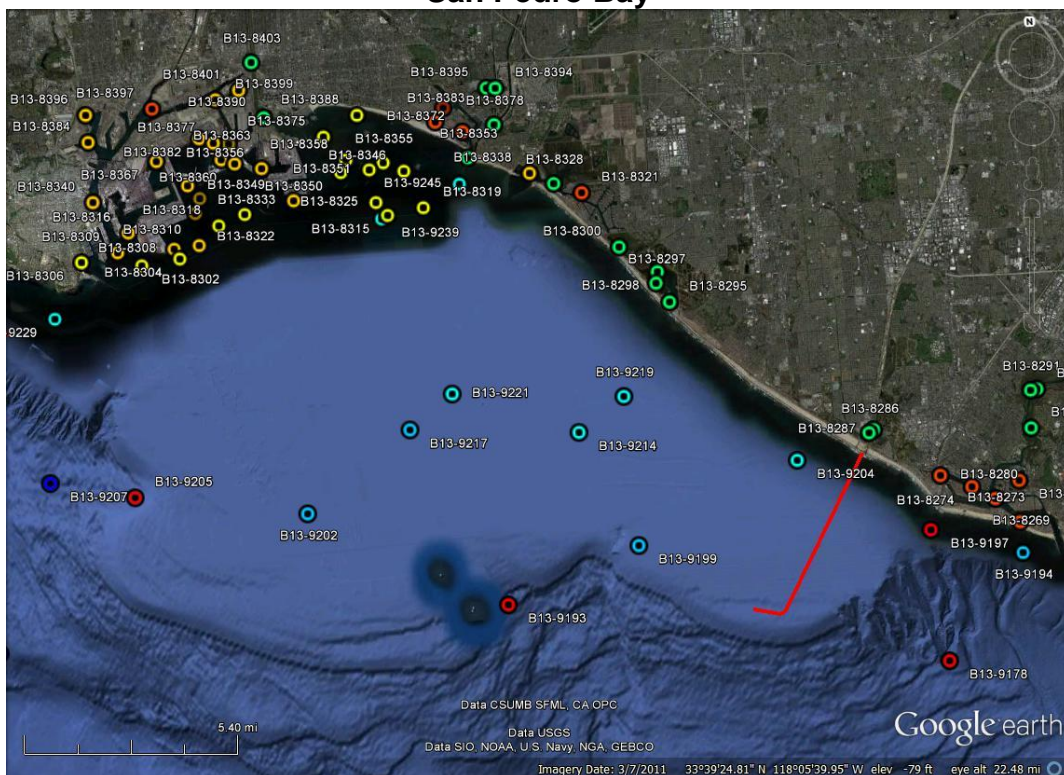 San Pedro Bay
N
B13-8403
B13-8401
B13-8399
B13-8395
B13-8394
B13-8396
B13-8397
B13-8390
B13-8388
B13-8383
B13-8378
B13-8384
B13-8377
B13-8375
B13-8372
B13-8363
B13-8358
B13-8355
B13-8353
B13-8382
B13-8356
B13-8346
B13-8338
B13-8328
B13-8367
B13-8360
B13-8351
B13-8340
B13-8349
B13-8350
B13-9245
B13-8319
B13-8321
B13-8333
B13-8325
B13-8316
B13-8318
B13-8315
B13-8310
B13-8322
B13-9239
B13-8300
B13-8309
B13-8308
B13-8306
B13-8304
B13-8302
B13-8297
B13-8298
B13-8295
-9229
B13-8291
B13-9221
B13-9219
B13-8286
B13-8287
B13-9217
B13-9214
B13-9204
B13-8280
B13-9205
B13-9207
B13-8274
B13-8273
B13-8269
B13-9202
B13-9197
B13-9199
B13-9194
B13-9193
B13-9178
Data CSUMB SFML, CA OPC
5.40 mi
Data USGS
Data SIO, NOAA, U.S. Navy, NGA, GEBCO
Google earth
Imagery Date: 3/7/2011 33°39'24.81" N 118°05'39.95" W elev -79 ft eye alt 22.48 mi